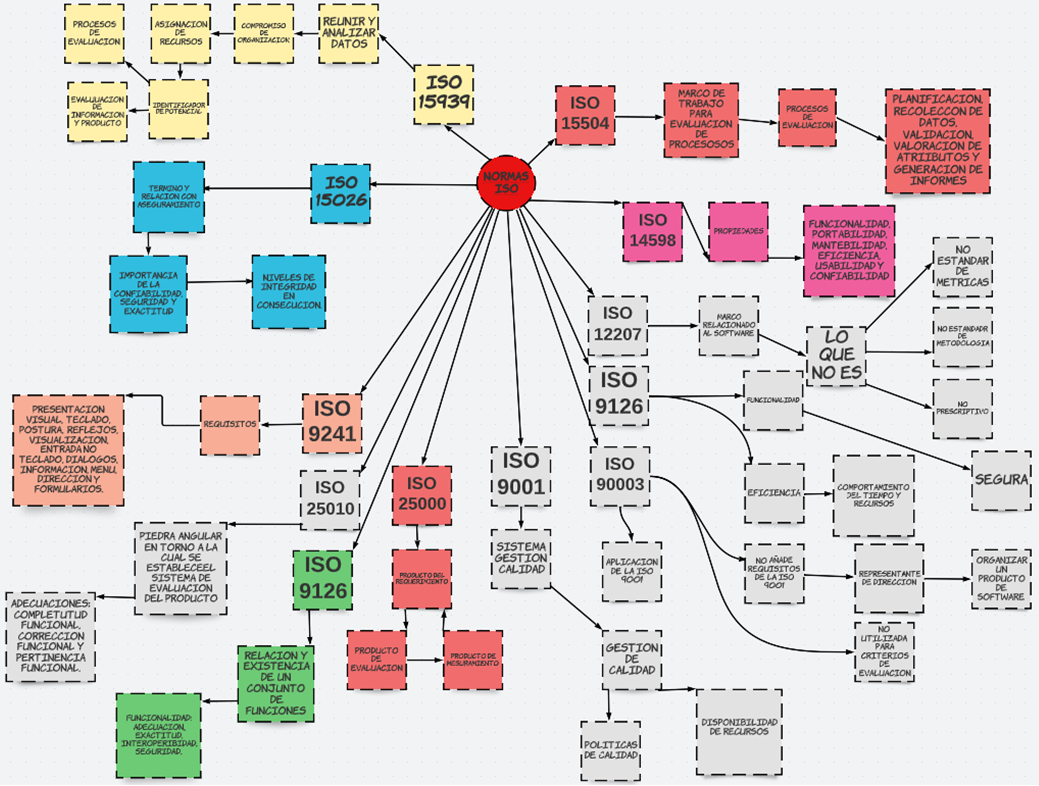 PROCESOS
DE
EVALUACION
ASIGNACION
DE
RECURSOS
COMPROMISO
DE
ORGANIZACION
REUNIR Y
ANALIZAR
DATOS
EVALUUACION
DE
INFORMACION
Y PRODUCTO
IDENTIFICADOR
DE POTENCIAL
ISO
15939
ISO
15504
MARCO DE
TRABAJO
PARA
EVALUACION
DE
PROCESOSOS
PROCESOS
DE
EVALUACION
PLANIFICACION,
RECOLECCON DE
DATOS,
VALIDACION,
VALORACION DE
ATRIIBUTOS Y
GENERACION DE
INFORMES
NORMAS
ISO
TERMINO Y
RELACION CON
ASEGURAMIENTO
ISO
15026
IMPORTANCIA
DE LA
CONFIABILIDAD,
SEGURIDAD Y
EXACTITUD
NIVELES DE
INTEGRIDAD
EN
CONSECUCION
ISO
14598
PROPIEDADES
FUNCIONALIDAD,
PORTABILIDAD,
MANTEBILIDAD,
EFICIENCIA,
USABILIDAD Y
CONFIABILIDAD
ISO
12207
MARCO
RELACIONADO
AL SOFTWARE
LO
QUE
NO ES
NO
ESTANDAR
DE
METRICAS
NO ESTANDADR
DE
METODOLOGIA
NO
PRESCRIPTIVO
ISO
9126
FUNCIONALIDAD
SEGURA
EFICIENCIA
COMPORTAMIENTO
DEL TIEMPO Y
RECURSOS
PRESENTACION
VISUAL, TECLADO,
POSTURA, REFLEJOS,
VISUALIZACION,
ENTRADA NO
TECLADO, DIALOGOS,
INFORMACION, MENU,
DIRECCION Y
FORMULARIOS.
REQUISITOS
ISO
9241
ISO
25010
PIEDRA ANGULAR
EN TORNO A LA
CUAL SE
ESTABLECEEL
SISTEMA DE
EVALUACION
DEL PRODUCTO
ADECUACIONES:
COMPLETUTUD
FUNCIONAL,
CORRECCION
FUNCIONAL Y
PERTINENCIA
FUNCIONAL.
ISO
9126
RELACION Y
EXISTENCIA
DE UN
CONJUNTO
DE
FUNCIONES
FUNCIONALIDAD:
ADECUACION,
EXACTITUD,
INTEROPERIBIDAD,
SEGURIDAD.
ISO
25000
PRODUCTO DEL
REQUERIMIENTO
PRODUCTO
DE
EVALUACION
PRODUCTO DE
MESURAMIENTO
ISO
9001
SISTEMA
GESTION
CALIDAD
GESTION
DE
CALIDAD
POLITICAS
DE CALIDAD
DISPONIBILIDAD
DE RECURSOS
ISO
90003
APLICACION
DE LA ISO
9001
NO AÑADE
REQUISITOS
DE LA ISO
9001
REPRESENTANTE
DE DIRECCION
ORGANIZAR
UN
PRODUCTO
DE
SOFTWARE
NO
UTILIZADA
PARA
CRITERIOS
DE
EVALUACION